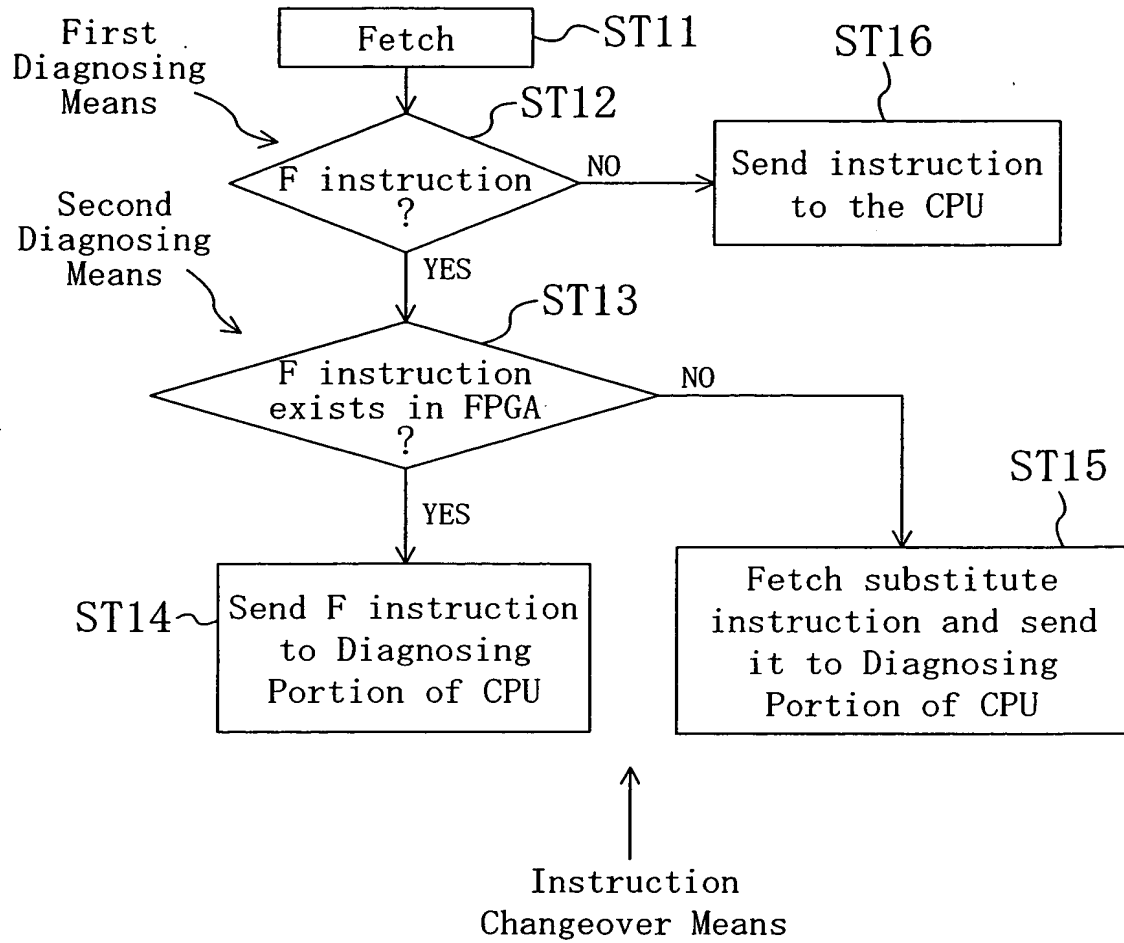 First
Diagnosing
Means
Fetch
ST11
ST16
ST12
F instruction
?
NO
Send instruction
to the CPU
Second
Diagnosing
Means
YES
ST13
F instruction
exists in FPGA
?
NO
YES
ST15
ST14
Send F instruction
to Diagnosing
Portion of CPU
Fetch substitute
instruction and send
it to Diagnosing
Portion of CPU
Instruction
Changeover Means